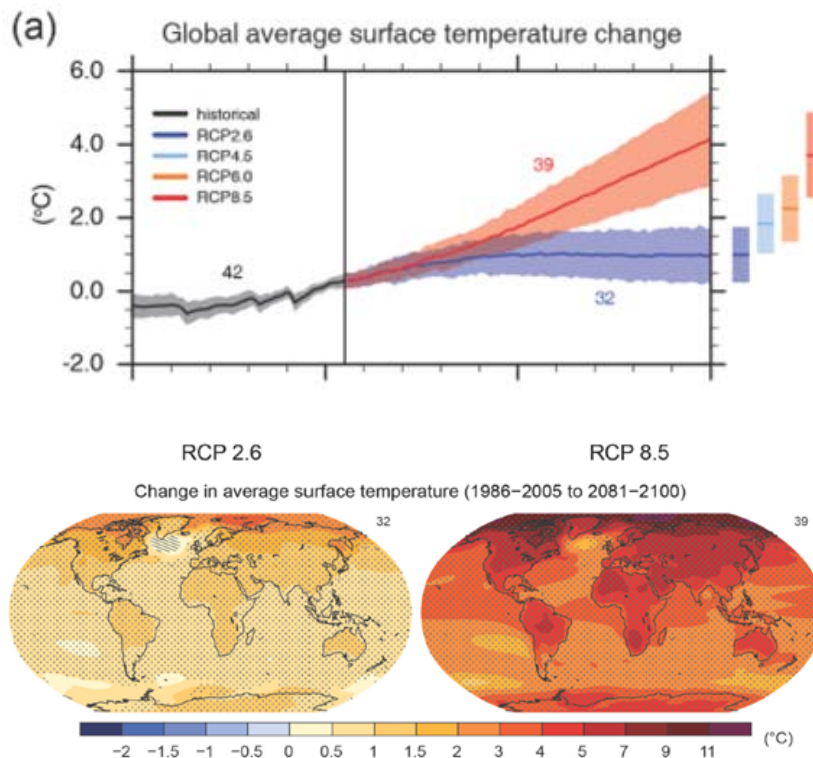 (a)
Global average surface temperature change
6.0
4.0
2.0
0.0
-2.0
(°C)
historical
RCP2.6
RCP4.5
RCP6.0
RCP8.5
42
39
32
RCP 2.6
RCP 8.5
Change in average surface temperature (1986−2005 to 2081−2100)
32
39
−2 −1.5 −1 −0.5 0 0.5 1 1.5 2 3 4 5 7 9 11 (°C)